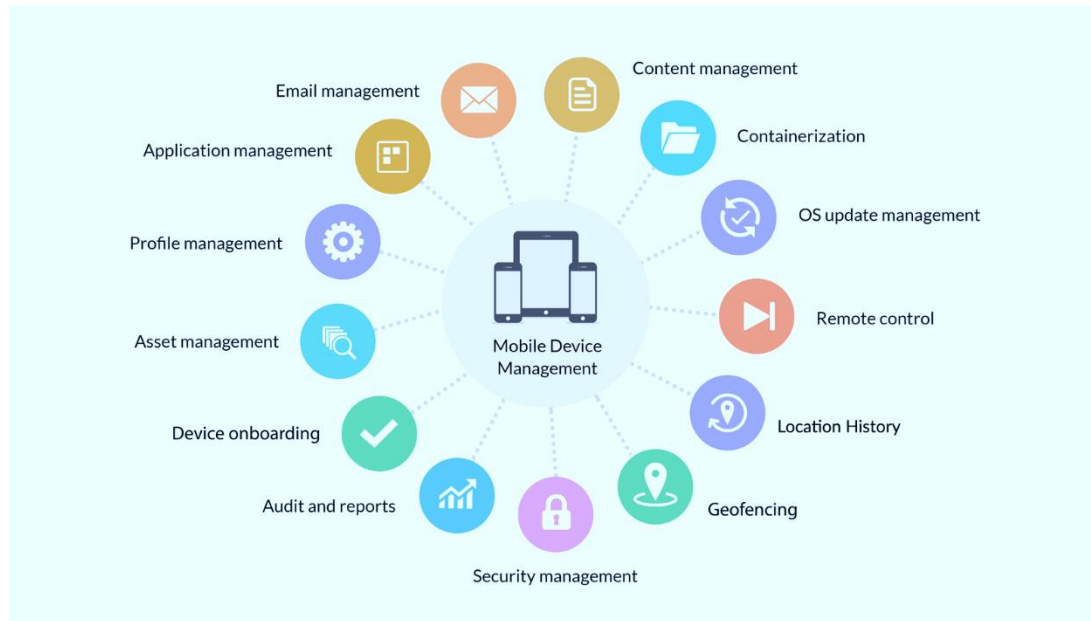 Content management
Email management
Containerization
Application management
OS update management
Profile management
Remote control
Asset management
Mobile Device
Management
Location History
Device onboarding
Audit and reports
Geofencing
Security management